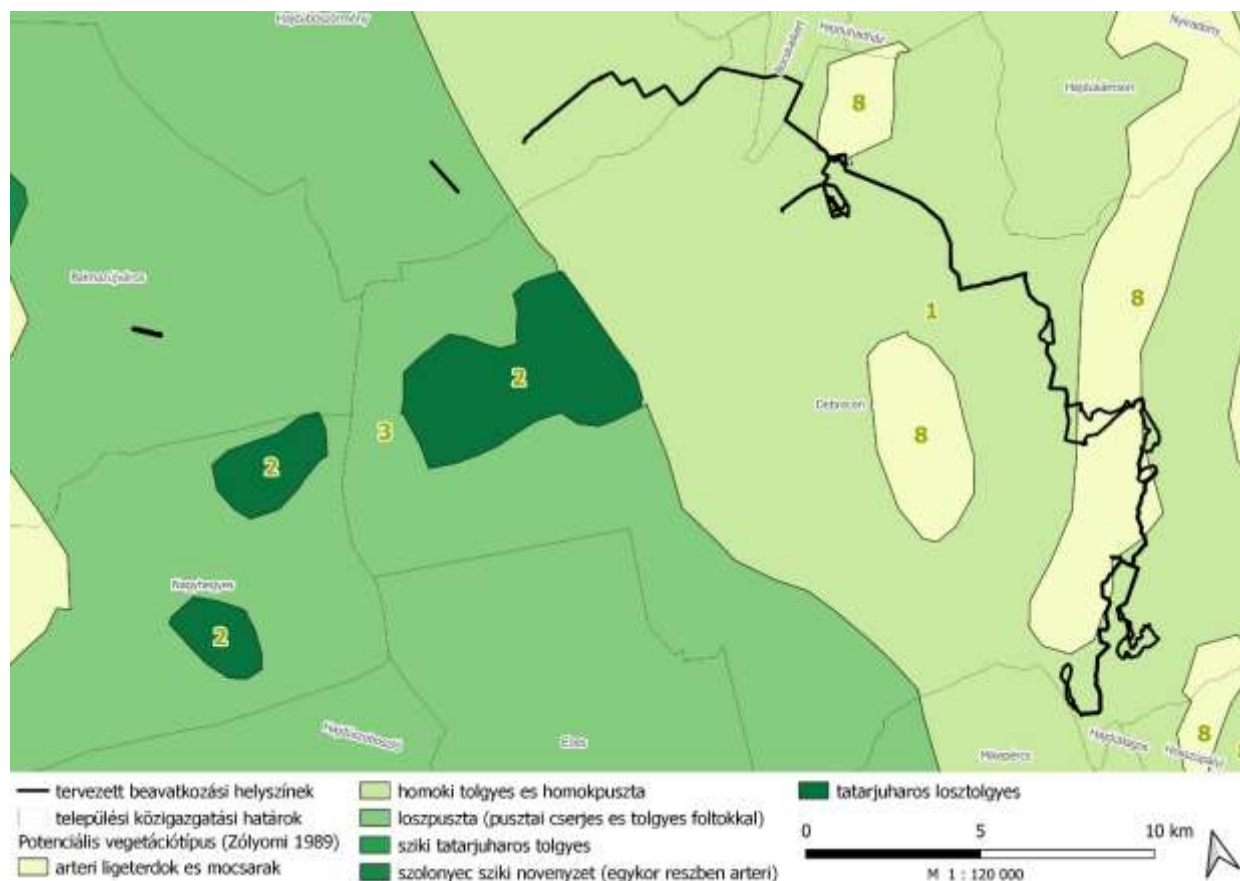 Hajdúböszörmény
Bocskaikert
Hajdúhadház
Nyíradony
8
Hajdúsámson
Balmazújváros
8
1
2
Debrecen
3
8
2
Nagyhegyes
2
Hajdúszoboszló
Ebes
Mikepércs
Hajdúbagos
Hosszúpályi
8
tervezett beavatkozási helyszínek
települési közigazgatási határok
Potenciális vegetációtípus (Zólyomi 1989)
arteri ligeterdok es mocsarak
homoki tolgyes es homokpuszta
loszpuszta (pusztai cserjes es tolgyes foltokkal)
sziki tatarjuharos tolgyes
szolonyec sziki novenyzet (egykor reszben arteri)
tatarjuharos losztolgyes
0 5 10 km
M 1 : 120 000